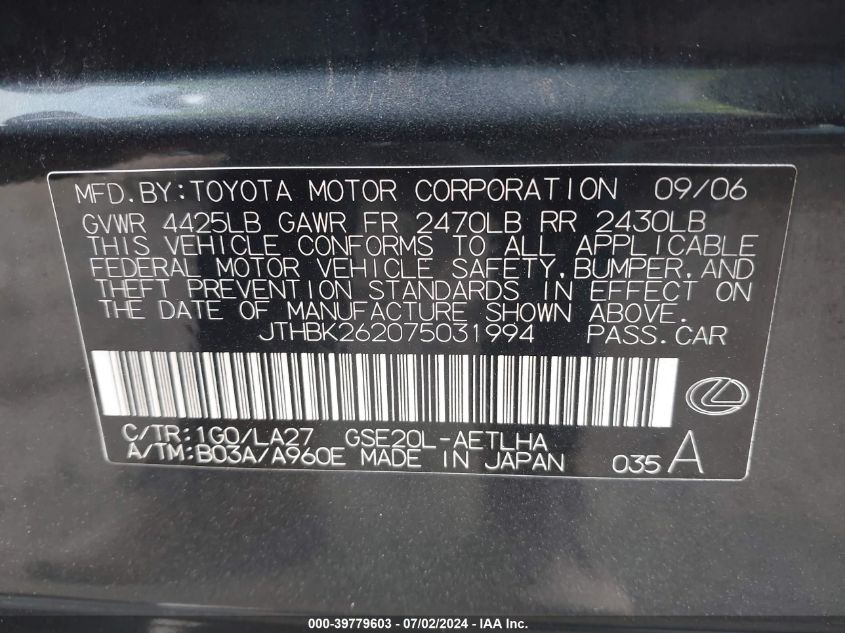 MFD.BY:TOYOTA MOTOR CORPORATION 09/06
GVWR 4425LB GAWR FR 2470LB RR 2430LB
THIS VEHICLE CONFORMS TO ALL APPLICABLE
FEDERAL MOTOR VEHICLE SAFETY,BUMPER,AND
THEFT PREVENTION STANDARDS IN EFFECT ON
THE DATE OF MANUFACTURE SHOWN ABOVE.
JTHBK262075031994 PASS.CAR
C/TR:1G0/LA27 GSE20L-AETLHA
A/TM:B03A/A960E MADE IN JAPAN 035 A
000-39779603 - 07/02/2024 - IAA Inc.